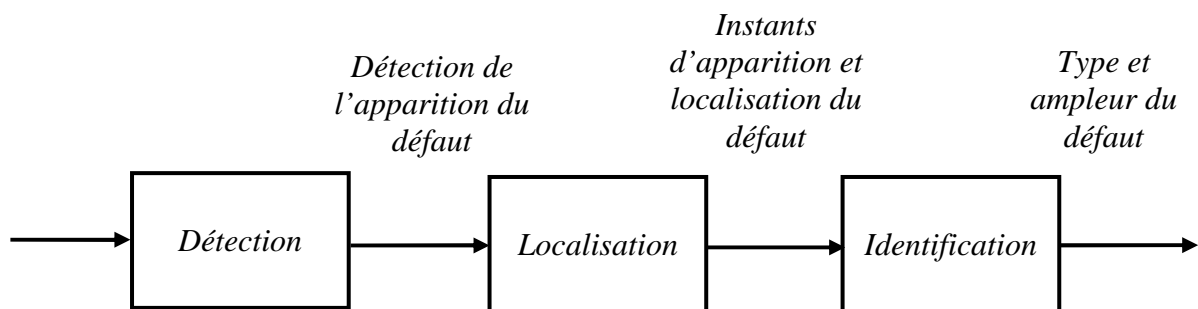 Détection de
l’apparition du
défaut
Instants
d’apparition et
localisation du
défaut
Type et
ampleur du
défaut
Détection
Localisation
Identification